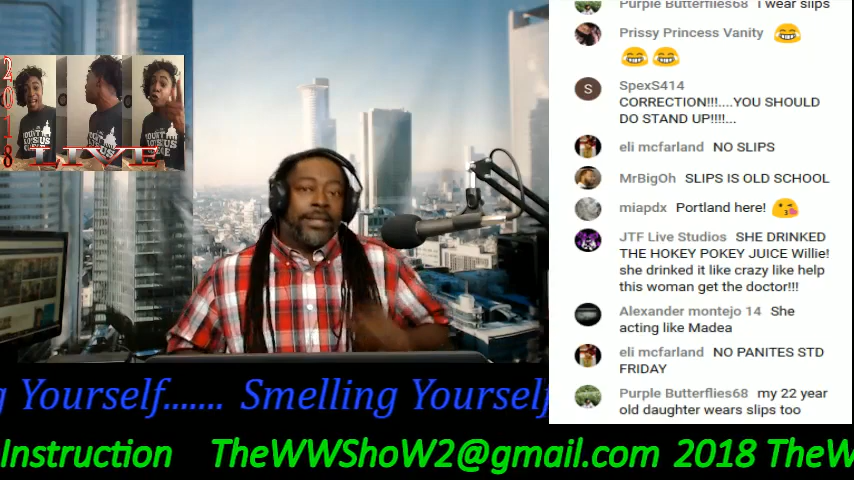 2018
LIVE
Purple Butterflies68 I wear slips
Prissy Princess Vanity 😂
😂😂
S
SpexS414
CORRECTION!!!....YOU SHOULD
DO STAND UP!!!!...
eli mcfarland NO SLIPS
MrBigOh SLIPS IS OLD SCHOOL
miapdx Portland here! 😘
JTF Live Studios SHE DRINKED
THE HOKEY POKEY JUICE Willie!
she drinked it like crazy like help
this woman get the doctor!!!
Alexander montejo 14 She
acting like Madea
eli mcfarland NO PANITES STD
FRIDAY
Purple Butterflies68 my 22 year
old daughter wears slips too
g Yourself....... Smelling Yourself
Instruction TheWWShoW2@gmail.com 2018 TheW